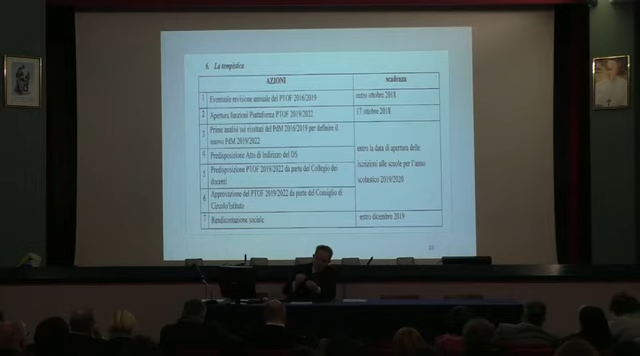 6. La tempistica
AZIONI
scadenza
1 Eventuale revisione annuale del PTOF 2016/2019
entro ottobre 2018
2 Apertura funzioni Piattaforma PTOF 2019/2022
17 ottobre 2018
3 Prime analisi sui risultati del PdM 2016/2019 per definire il
nuovo PdM 2019/2022
entro la data di apertura delle
iscrizioni alle scuole per l'anno
scolastico 2019/2020
4 Predisposizione Atto di Indirizzo del DS
5 Predisposizione PTOF 2019/2022 da parte del Collegio dei
docenti
6 Approvazione del PTOF 2019/2022 da parte del Consiglio di
Circolo/Istituto
7 Rendicontazione sociale
entro dicembre 2019